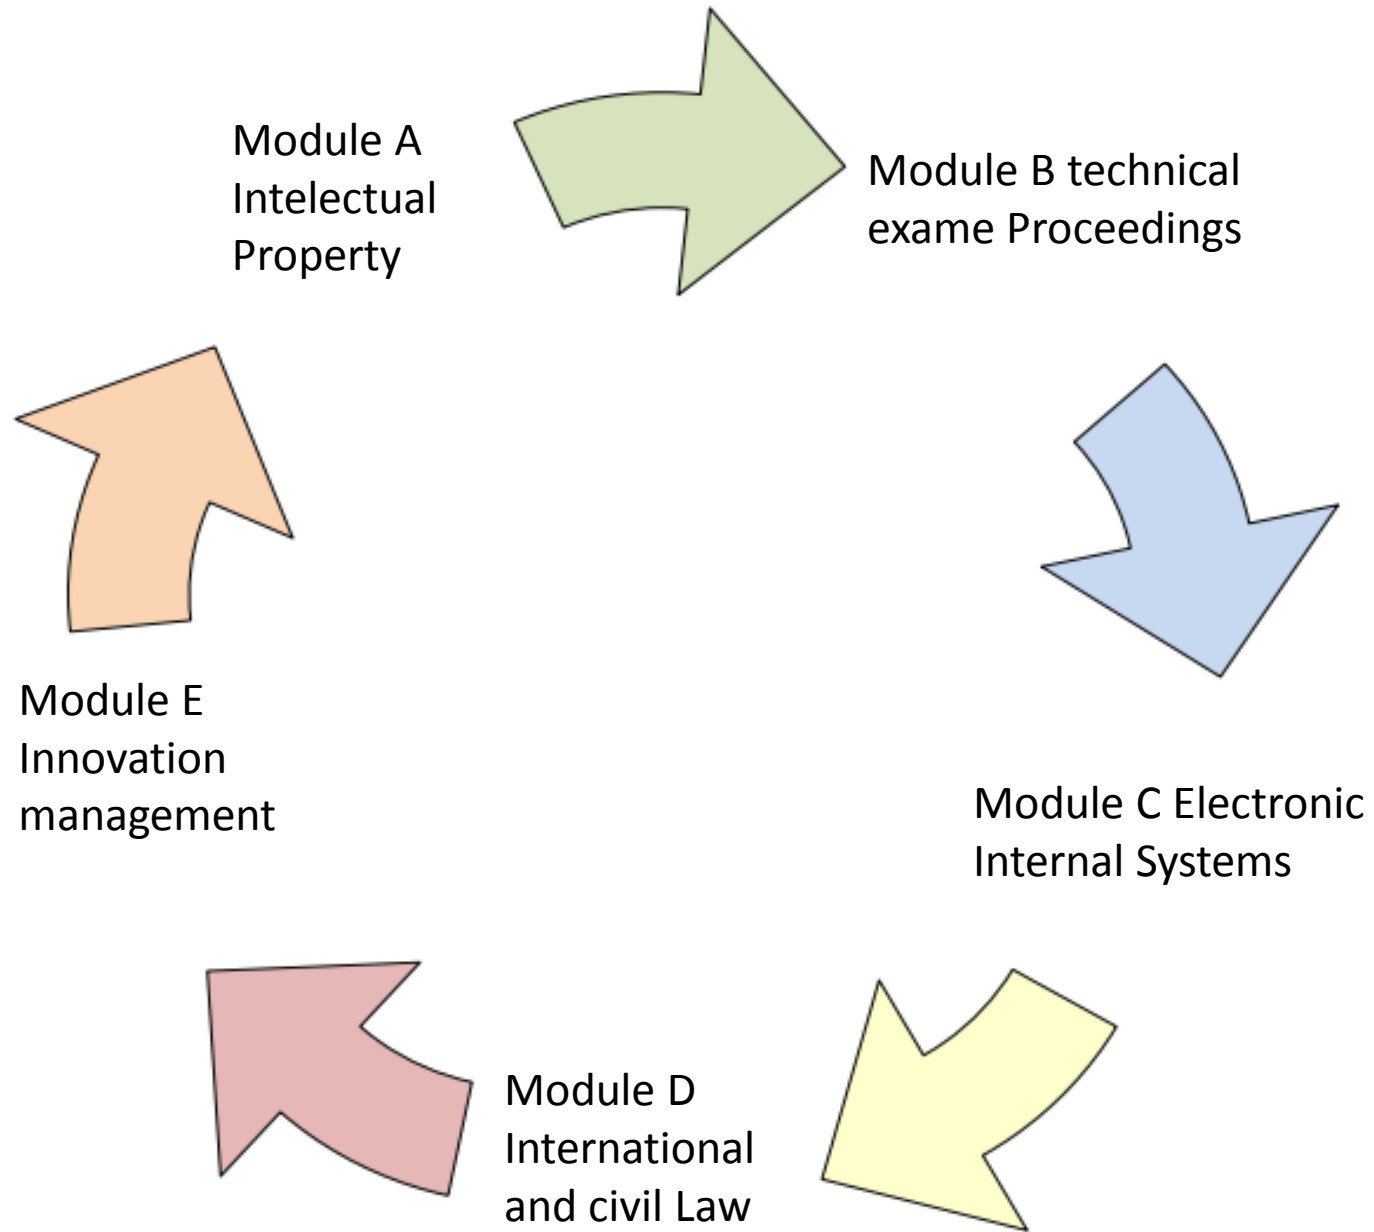 Module A
Intelectual
Property
Module B technical
exame Proceedings
Module C Electronic
Internal Systems
Module D
International
and civil Law
Module E
Innovation
management